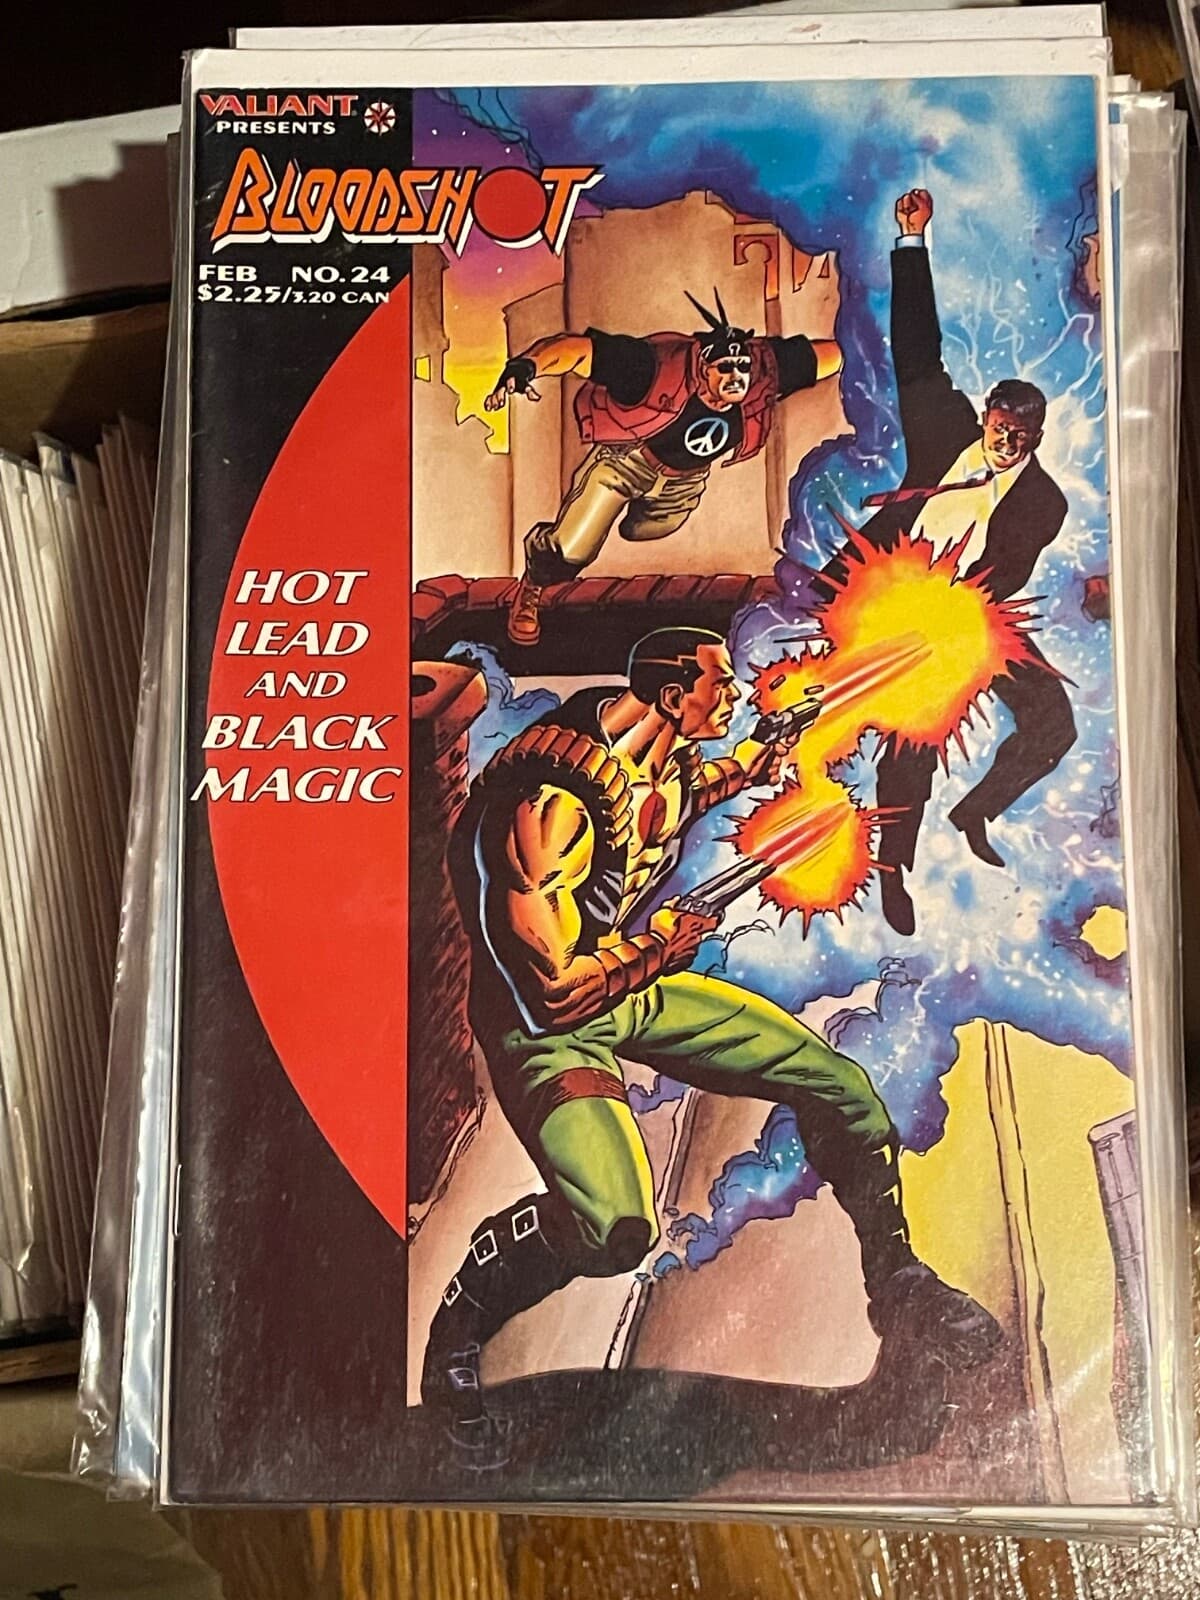 VALIANT
PRESENTS
BLOODSHOT
FEB NO.24
$2.25/3.20 CAN
HOT
LEAD
AND
BLACK
MAGIC